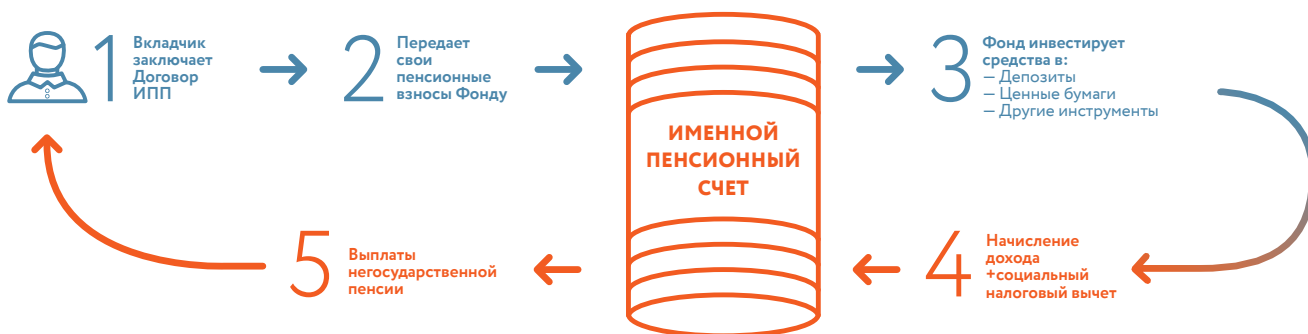 1
Вкладчик
заключает
Договор
ИПП
2
Передает
свои
пенсионные
взносы Фонду
ИМЕННОЙ
ПЕНСИОННЫЙ
СЧЕТ
3
Фонд инвестирует
средства в:
— Депозиты
— Ценные бумаги
— Другие инструменты
4
Начисление
дохода
+социальный
налоговый вычет
5
Выплаты
негосударственной
пенсии